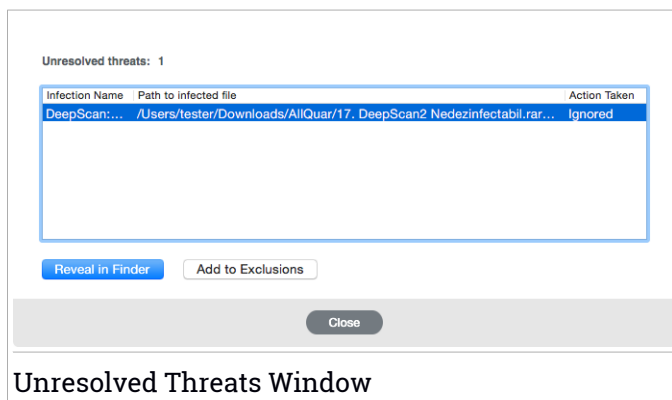 Unresolved threats: 1
Infection Name Path to infected file Action Taken
DeepScan:... /Users/tester/Downloads/AllQuar/17. DeepScan2 Nedezinfectabil.rar... Ignored
Reveal in Finder Add to Exclusions
Close
Unresolved Threats Window